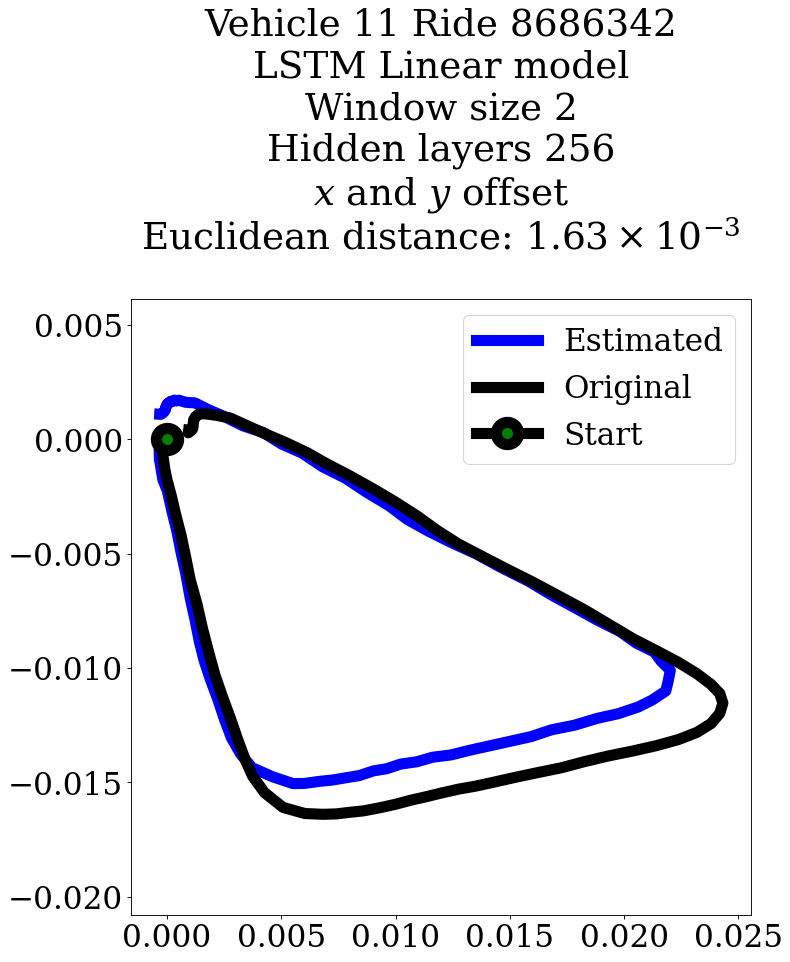 Vehicle 11 Ride 8686342
LSTM Linear model
Window size 2
Hidden layers 256
x and y offset
Euclidean distance: 1.63 × 10⁻³
Estimated
Original
Start
0.005
0.000
−0.005
−0.010
−0.015
−0.020
0.000 0.005 0.010 0.015 0.020 0.025